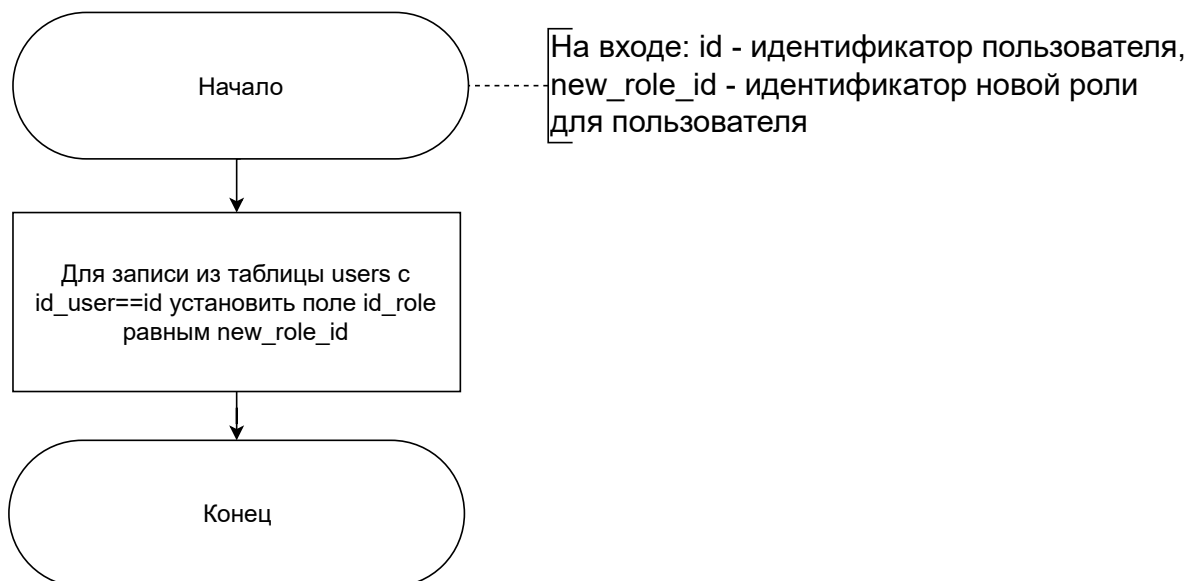 Начало
На входе: id - идентификатор пользователя,
new_role_id - идентификатор новой роли
для пользователя
Для записи из таблицы users с
id_user==id установить поле id_role
равным new_role_id
Конец